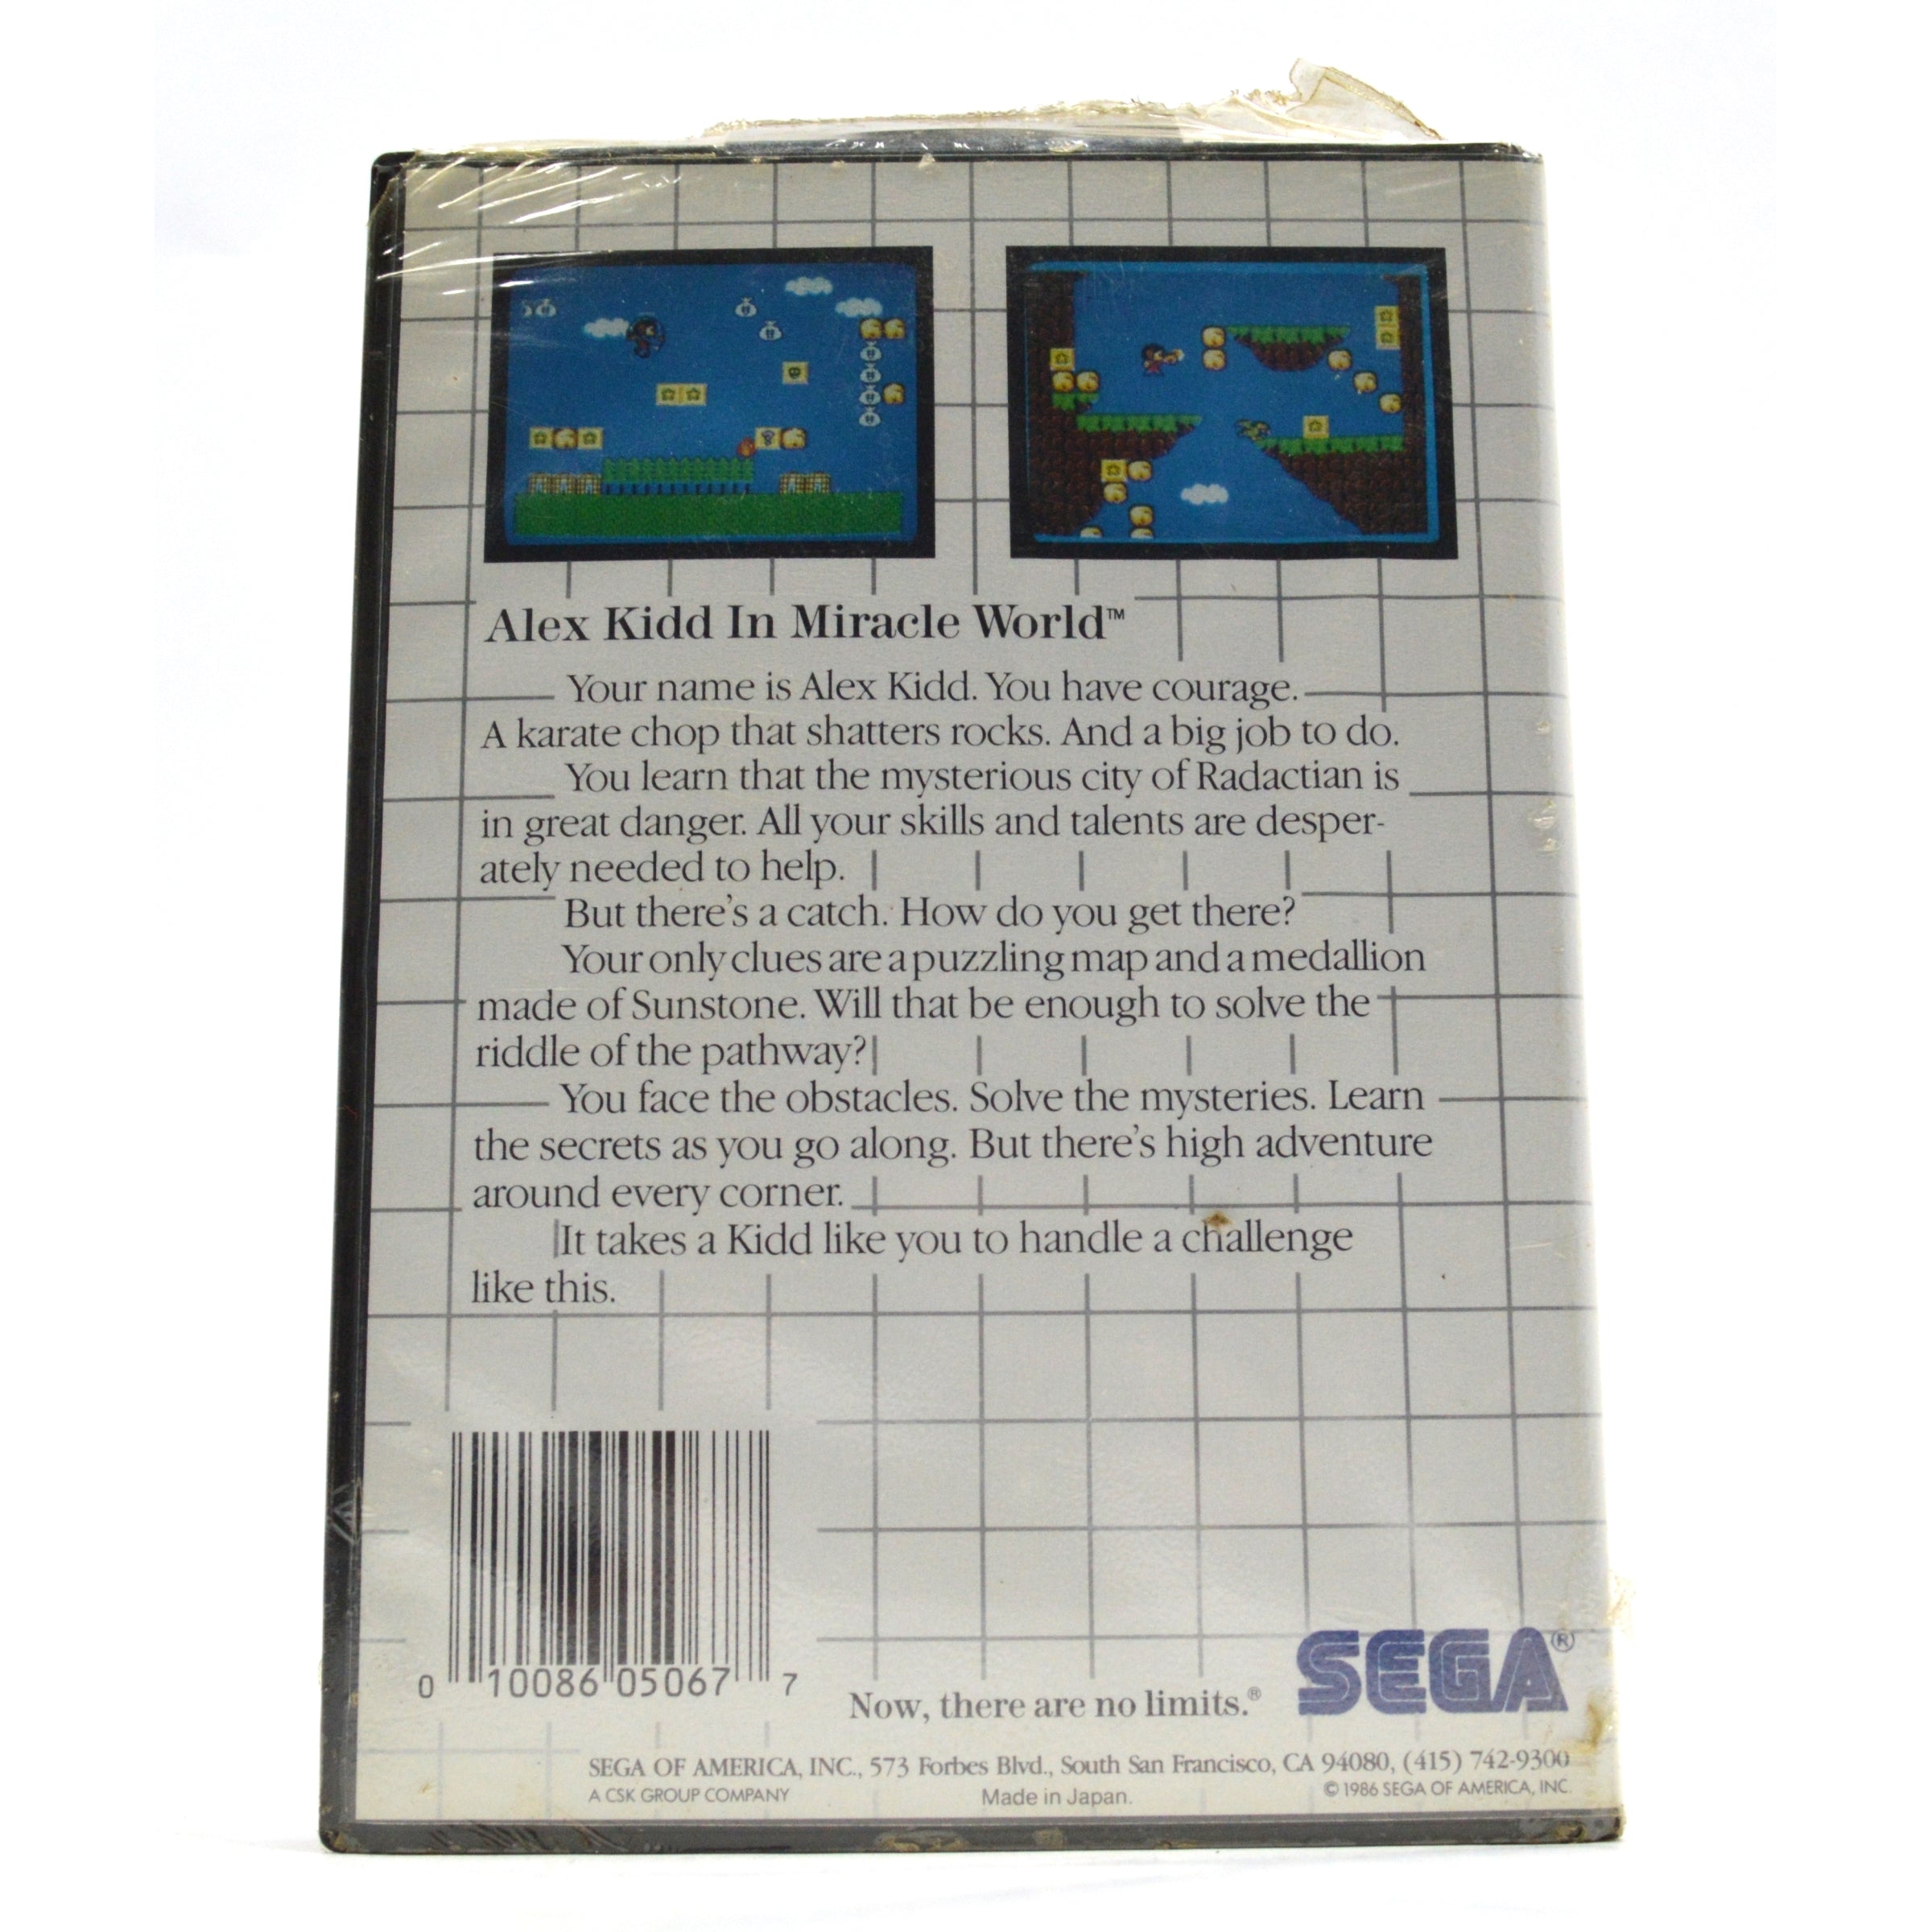 Alex Kidd In Miracle World™
Your name is Alex Kidd. You have courage.
A karate chop that shatters rocks. And a big job to do.
You learn that the mysterious city of Radactian is
in great danger. All your skills and talents are desper-
ately needed to help.
But there's a catch. How do you get there?
Your only clues are a puzzling map and a medallion
made of Sunstone. Will that be enough to solve the
riddle of the pathway?
You face the obstacles. Solve the mysteries. Learn
the secrets as you go along. But there's high adventure
around every corner.
It takes a Kidd like you to handle a challenge
like this.
0 10086 05067 7
Now, there are no limits.®
SEGA®
SEGA OF AMERICA, INC., 573 Forbes Blvd., South San Francisco, CA 94080, (415) 742-9300
A CSK GROUP COMPANY Made in Japan. © 1986 SEGA OF AMERICA, INC.